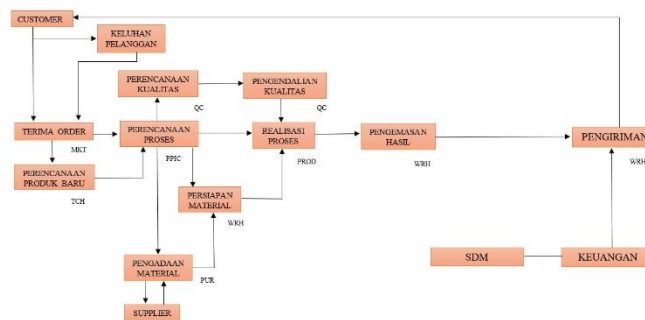 CUSTOMER
KELUHAN
PELANGGAN
PERENCANAAN
KUALITAS
QC
PENGENDALIAN
KUALITAS
QC
TERIMA ORDER
MKT
PERENCANAAN
PROSES
PPIC
REALISASI
PROSES
PROD
PENGEMASAN
HASIL
WRH
PENGIRIMAN
WRH
PERENCANAAN
PRODUK BARU
TCH
PERSIAPAN
MATERIAL
WRH
PENGADAAN
MATERIAL
PUR
SUPPLIER
SDM
KEUANGAN